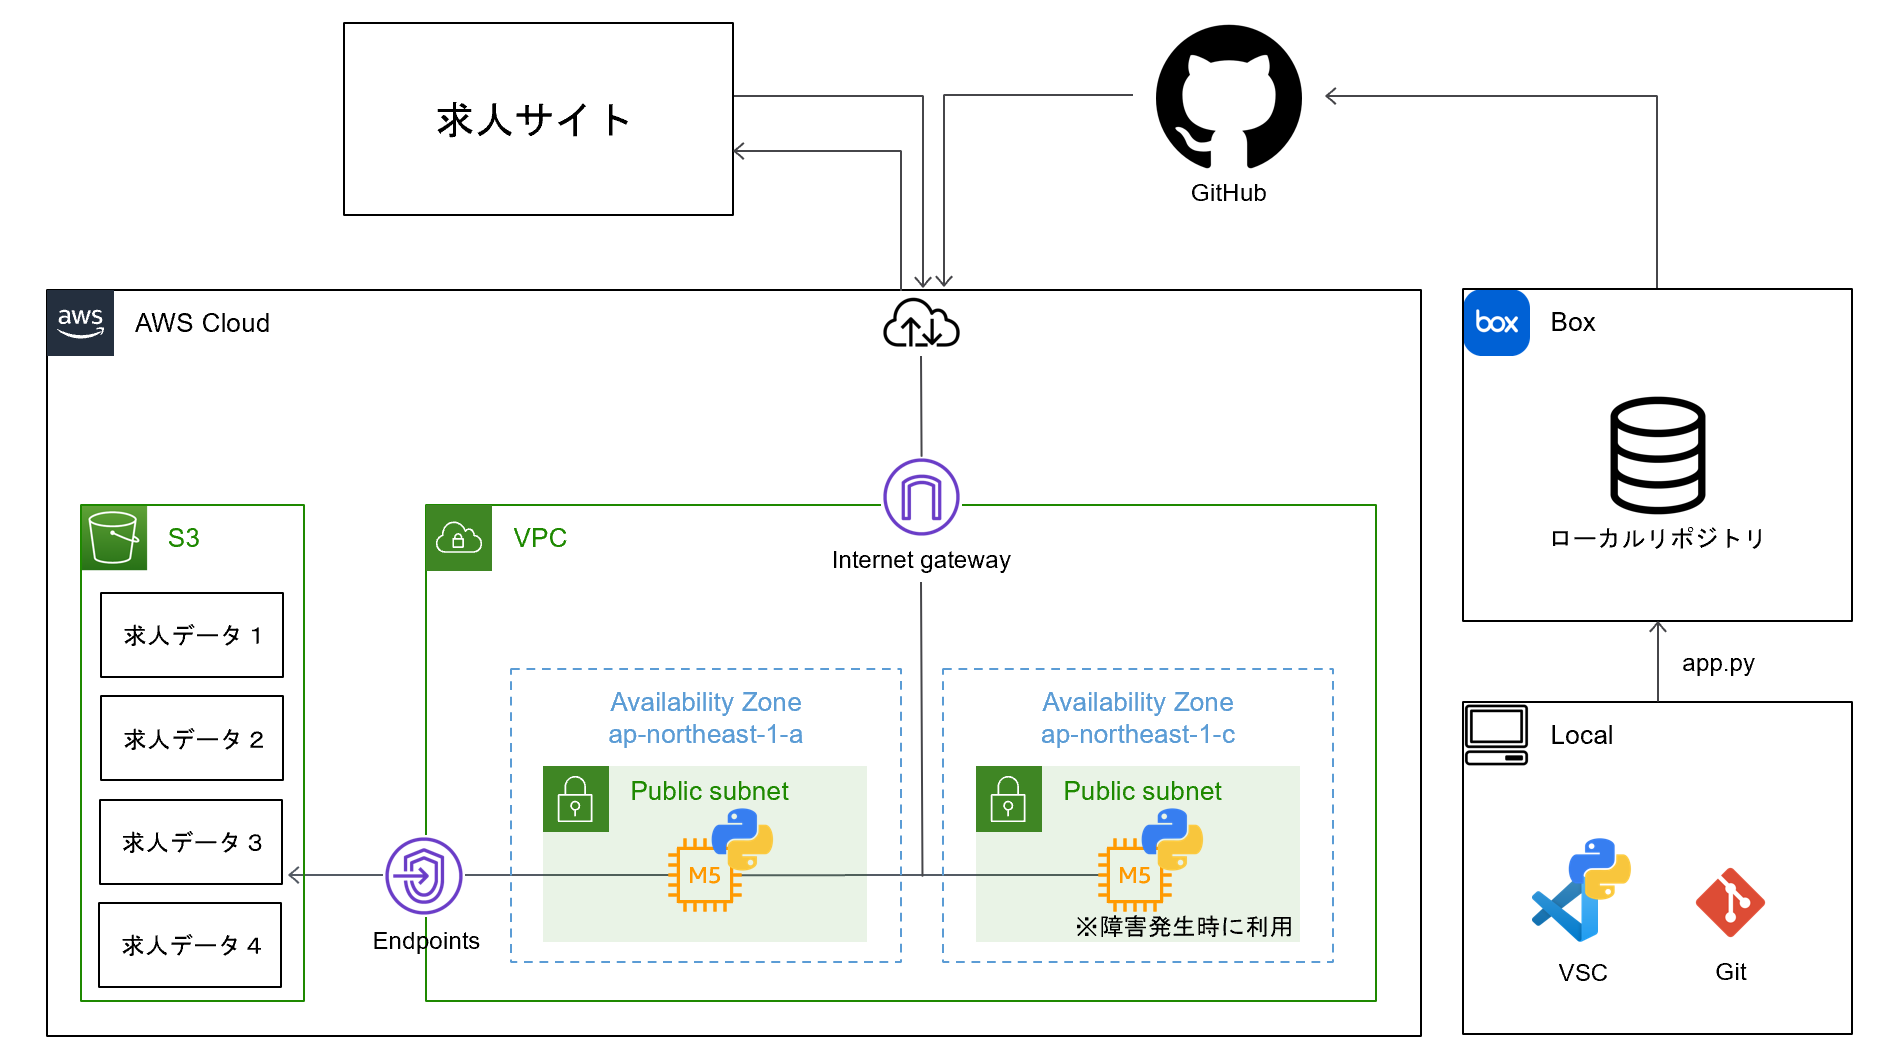 求人サイト
GitHub
aws
AWS Cloud
box
Box
ローカルリポジトリ
S3
VPC
Internet gateway
求人データ1
求人データ2
求人データ3
求人データ4
Endpoints
Availability Zone
ap-northeast-1-a
Public subnet
M5
Availability Zone
ap-northeast-1-c
Public subnet
M5
※障害発生時に利用
app.py
Local
VSC
Git